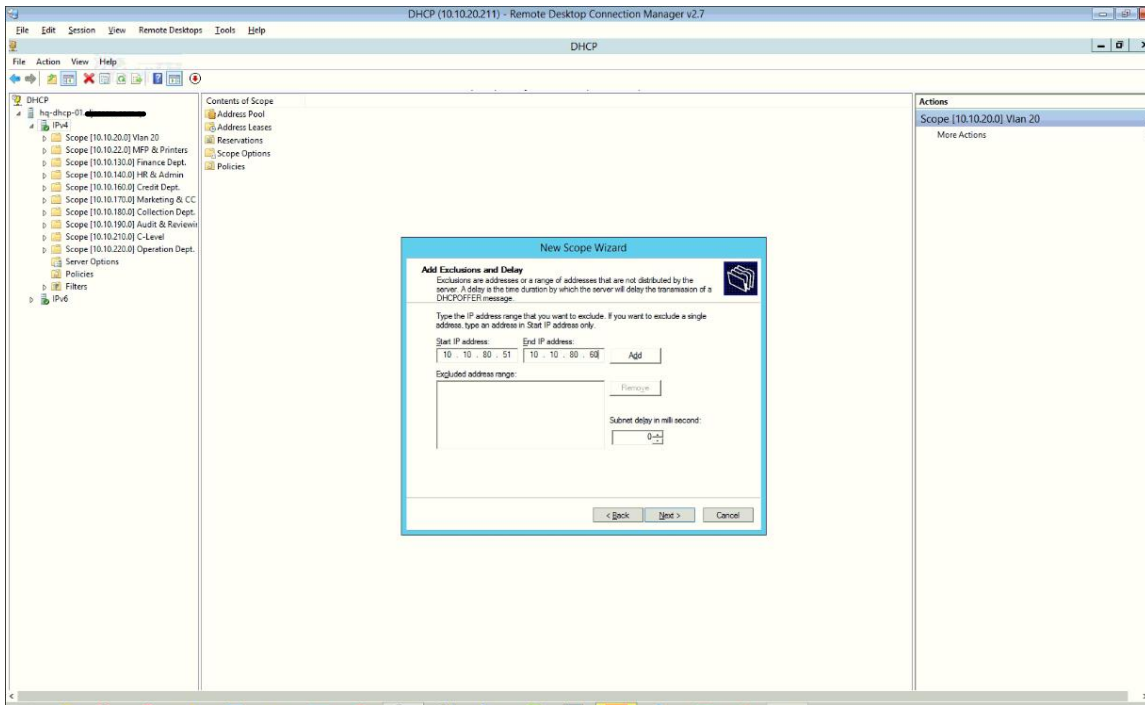 DHCP (10.10.20.211) - Remote Desktop Connection Manager v2.7
File Edit Session View Remote Desktops Tools Help
DHCP
File Action View Help
DHCP
hq-dhcp-01.
IPv4
Scope [10.10.20.0] Vlan 20
Scope [10.10.22.0] MFP & Printers
Scope [10.10.130.0] Finance Dept.
Scope [10.10.140.0] HR & Admin
Scope [10.10.160.0] Credit Dept.
Scope [10.10.170.0] Marketing & CC
Scope [10.10.180.0] Collection Dept.
Scope [10.10.190.0] Audit & Reviewin
Scope [10.10.210.0] C-Level
Scope [10.10.220.0] Operation Dept.
Server Options
Policies
Filters
IPv6
Contents of Scope
Address Pool
Address Leases
Reservations
Scope Options
Policies
Actions
Scope [10.10.20.0] Vlan 20
More Actions
New Scope Wizard
Add Exclusions and Delay
Exclusions are addresses or a range of addresses that are not distributed by the
server. A delay is the time duration by which the server will delay the transmission of a
DHCPOFFER message.
Type the IP address range that you want to exclude. If you want to exclude a single
address, type an address in Start IP address only.
Start IP address: End IP address:
10 . 10 . 80 . 51 10 . 10 . 80 . 60 Add
Excluded address range:
Remove
Subnet delay in milli second:
0
< Back Next > Cancel